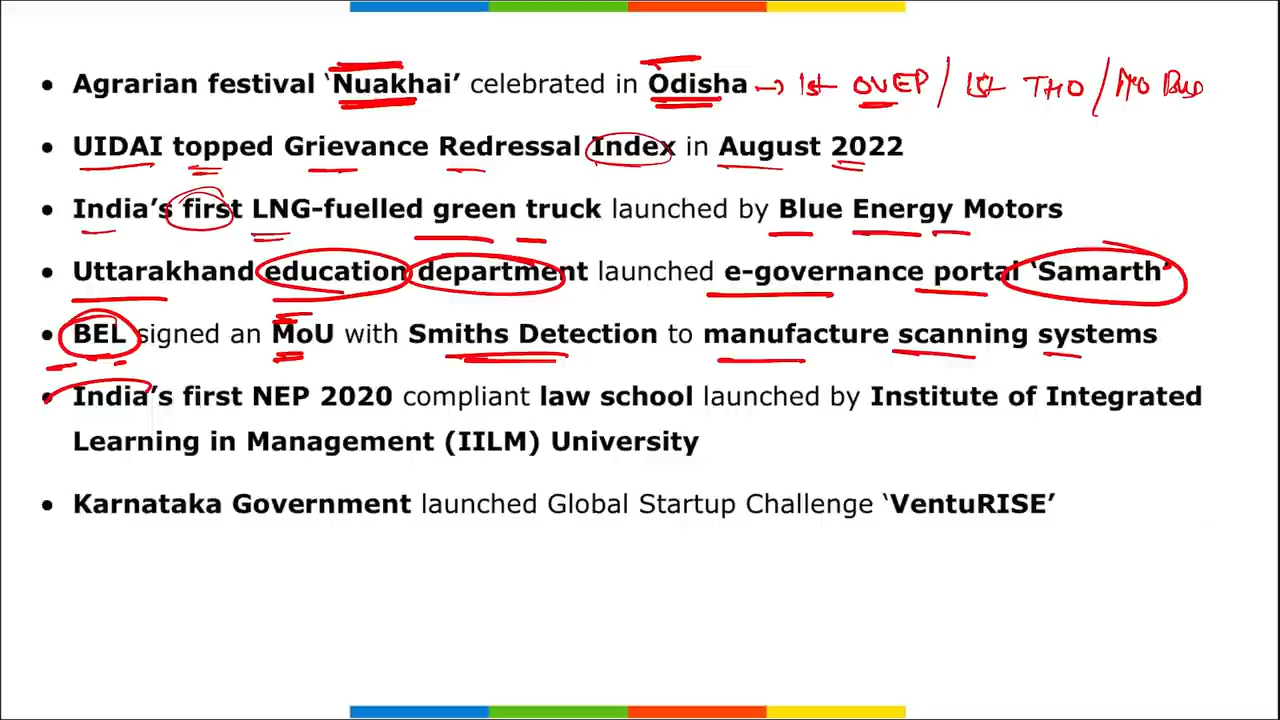 • Agrarian festival ‘Nuakhai’ celebrated in Odisha → 1st OVEP / 1st THO /
• UIDAI topped Grievance Redressal Index in August 2022
• India’s first LNG-fuelled green truck launched by Blue Energy Motors
• Uttarakhand education department launched e-governance portal ‘Samarth’
• BEL signed an MoU with Smiths Detection to manufacture scanning systems
• India’s first NEP 2020 compliant law school launched by Institute of Integrated
Learning in Management (IILM) University
• Karnataka Government launched Global Startup Challenge ‘VentuRISE’